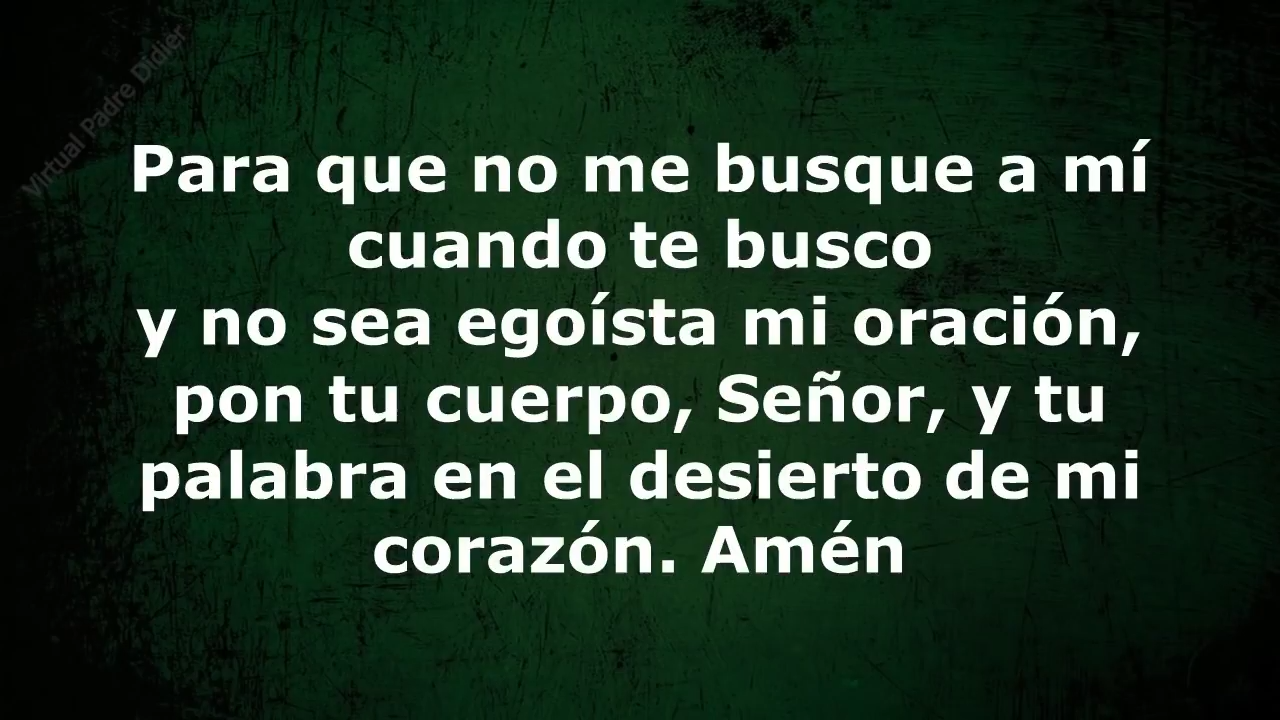 Virtual Padre Didier
Para que no me busque a mí
cuando te busco
y no sea egoísta mi oración,
pon tu cuerpo, Señor, y tu
palabra en el desierto de mi
corazón. Amén